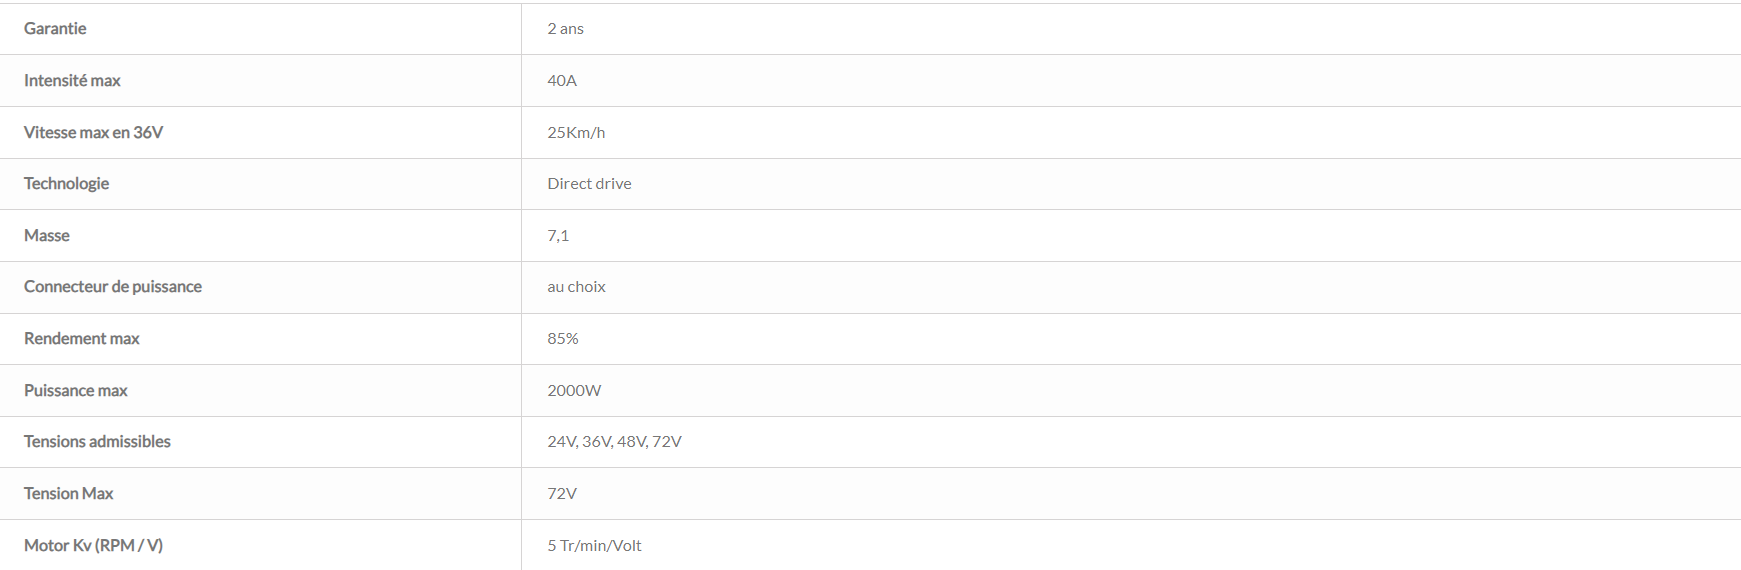 Garantie 2 ans
Intensité max 40A
Vitesse max en 36V 25Km/h
Technologie Direct drive
Masse 7,1
Connecteur de puissance au choix
Rendement max 85%
Puissance max 2000W
Tensions admissibles 24V, 36V, 48V, 72V
Tension Max 72V
Motor Kv (RPM / V) 5 Tr/min/Volt